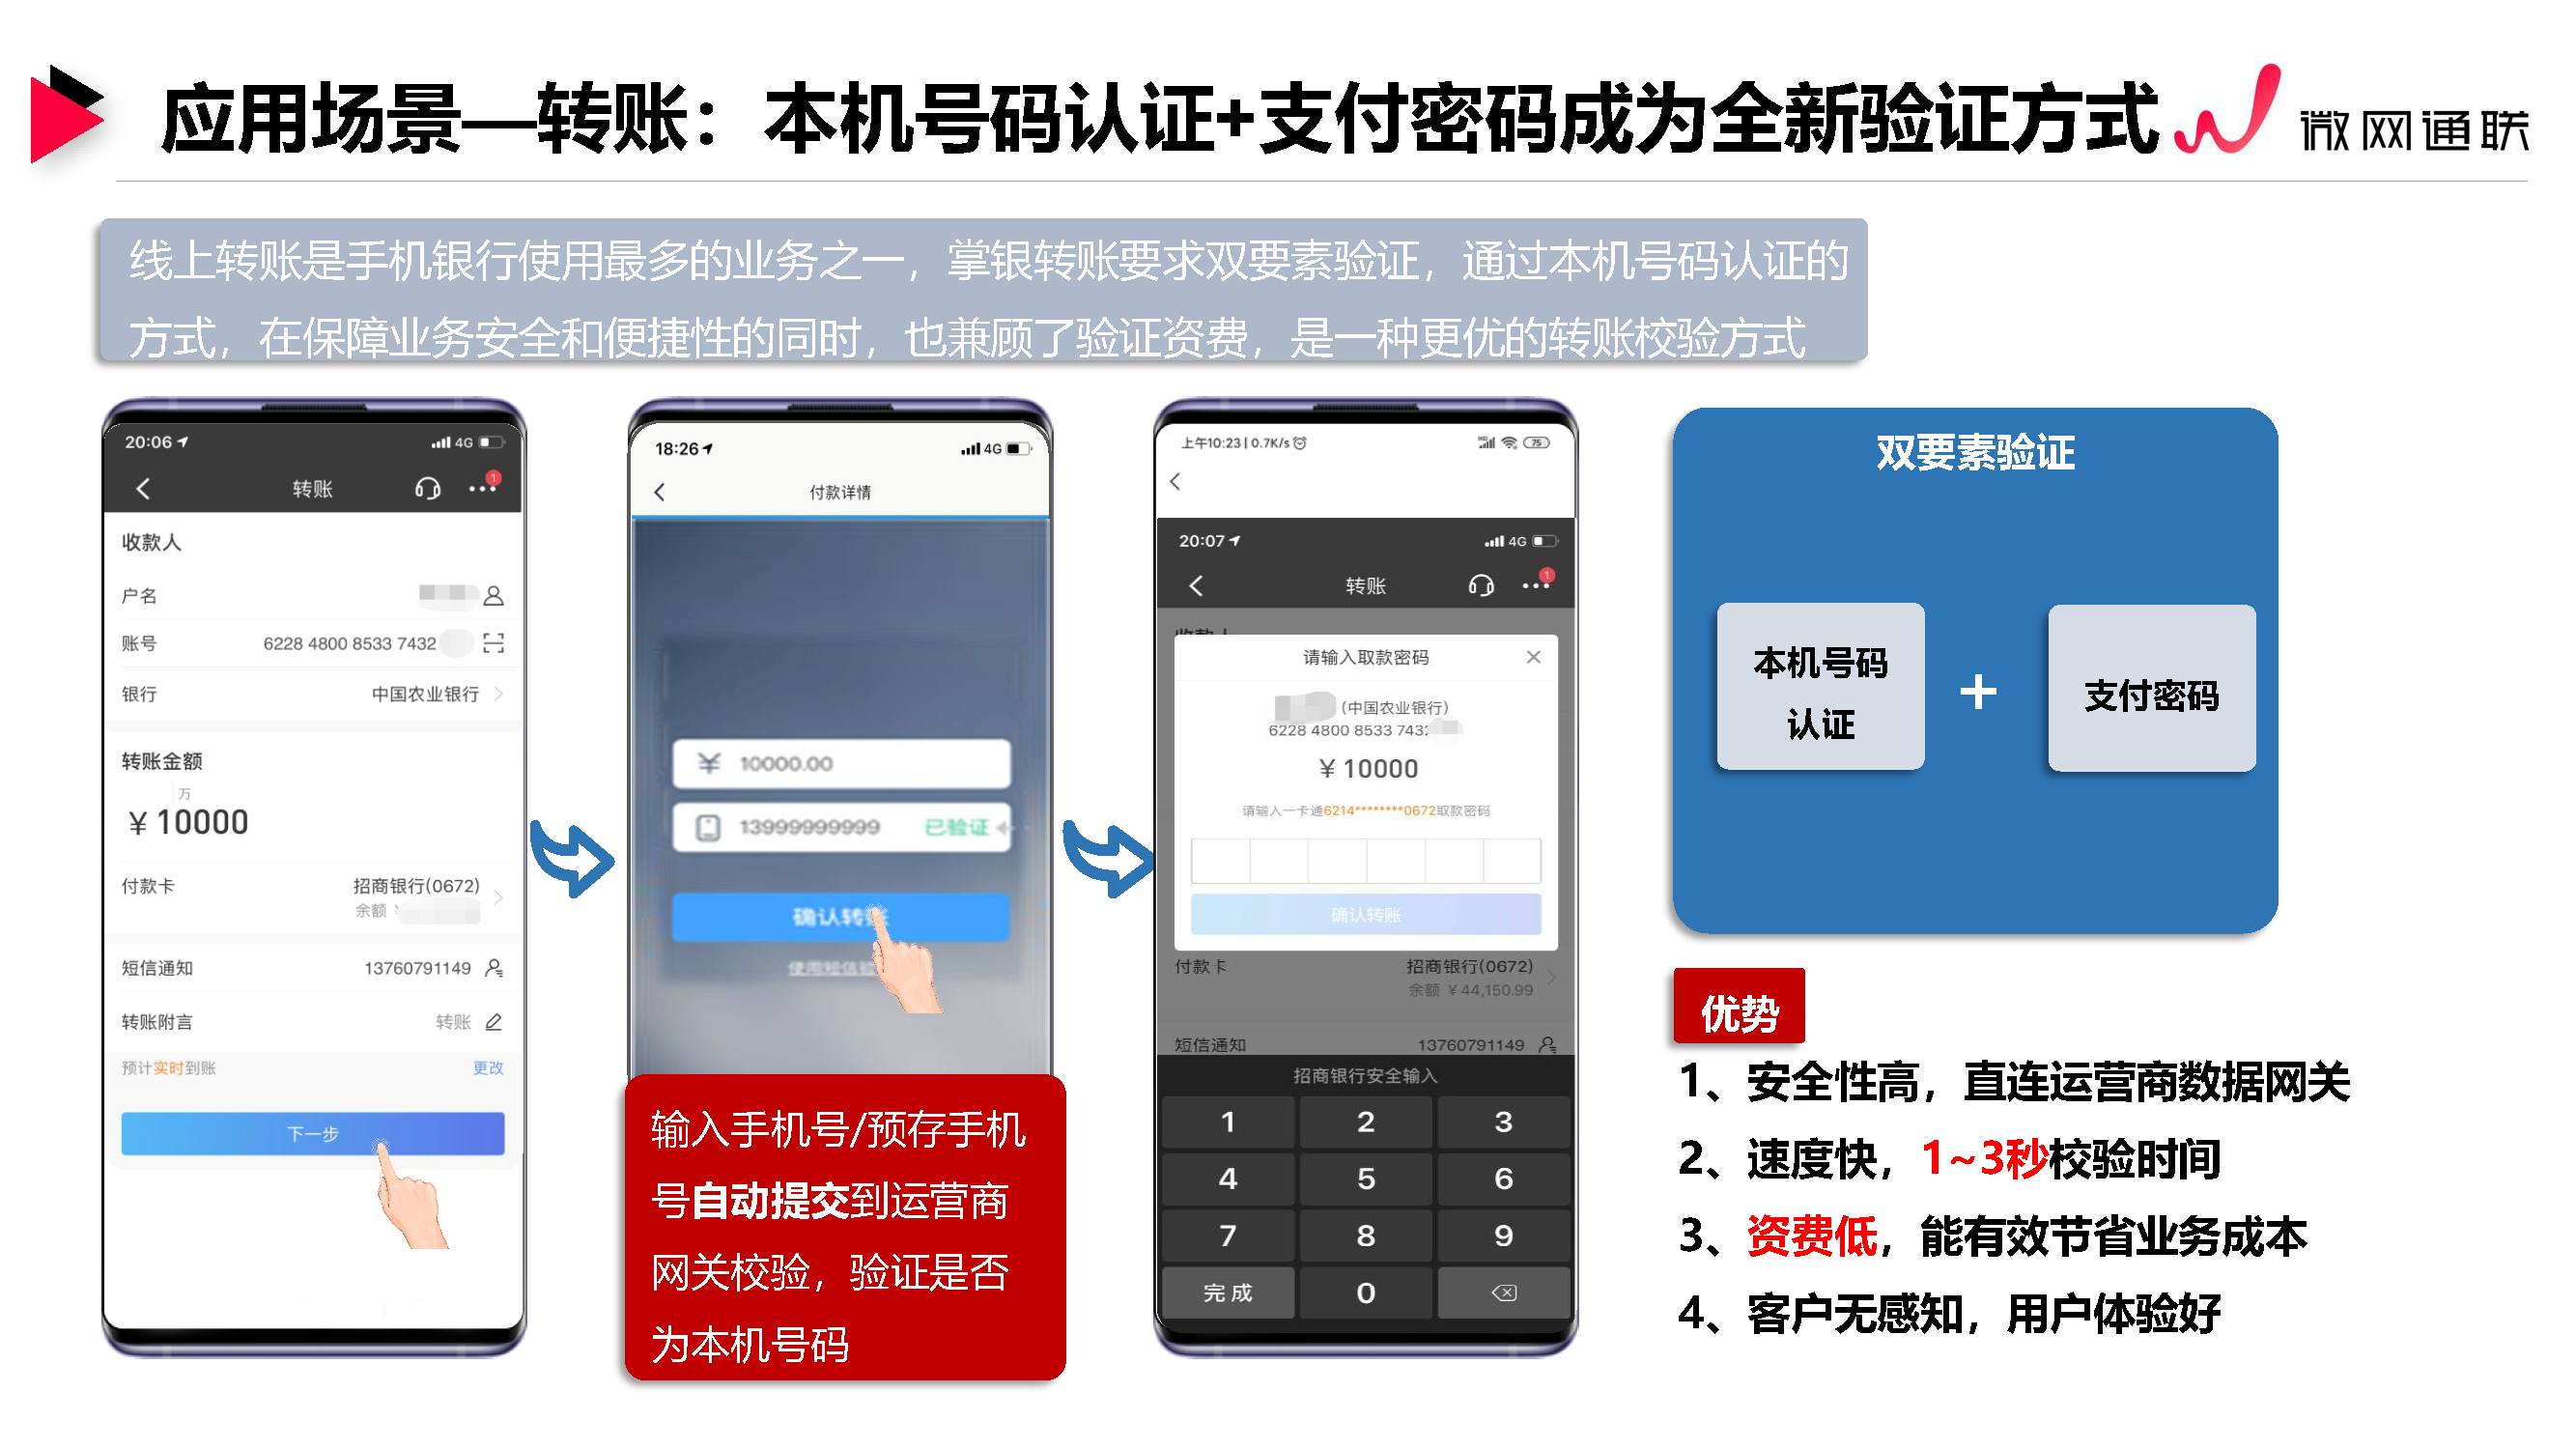 应用场景—转账：本机号码认证+支付密码成为全新验证方式
微网通联
线上转账是手机银行使用最多的业务之一，掌银转账要求双要素验证，通过本机号码认证的
方式，在保障业务安全和便捷性的同时，也兼顾了验证资费，是一种更优的转账校验方式
20:06 4G
转账 1
收款人
户名
账号 6228 4800 8533 7432
银行 中国农业银行
转账金额
万
¥ 10000
付款卡 招商银行(0672)
余额
短信通知 13760791149
转账附言 转账
预计实时到账 更改
下一步
18:26 4G
付款详情
¥ 10000.00
13999999999 已验证
确认转账
输入手机号/预存手机
号自动提交到运营商
网关校验，验证是否
为本机号码
上午10:23 | 0.7K/s 75
20:07 4G
转账 1
请输入取款密码
(中国农业银行)
6228 4800 8533 743
¥ 10000
请输入一卡通6214********0672取款密码
确认转账
付款卡 招商银行(0672)
余额 ¥ 44,150.99
短信通知 13760791149
招商银行安全输入
1 2 3
4 5 6
7 8 9
完成 0
双要素验证
本机号码
认证
+
支付密码
优势
1、安全性高，直连运营商数据网关
2、速度快，1~3秒校验时间
3、资费低，能有效节省业务成本
4、客户无感知，用户体验好